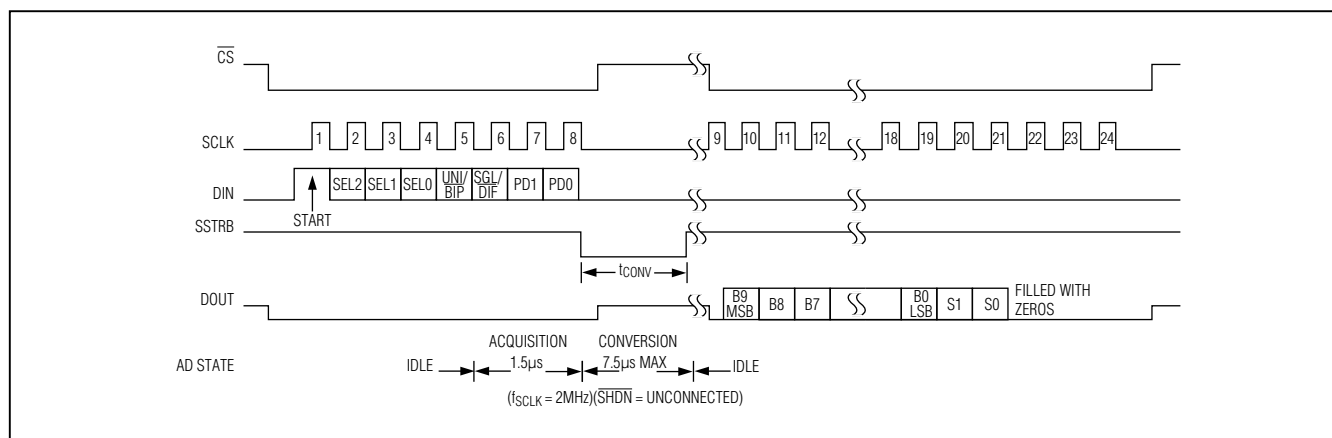 CS
SCLK 1 2 3 4 5 6 7 8 9 10 11 12 18 19 20 21 22 23 24
DIN SEL2 SEL1 SEL0 UNI/BIP SGL/DIF PD1 PD0
START
SSTRB
tCONV
DOUT B9 MSB B8 B7 B0 LSB S1 S0 FILLED WITH ZEROS
ACQUISITION CONVERSION
AD STATE IDLE 1.5µs 7.5µs MAX IDLE
(fSCLK = 2MHz)(SHDN = UNCONNECTED)